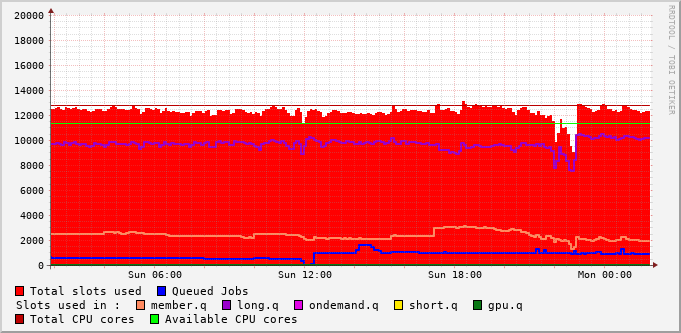 20000
18000
16000
14000
12000
10000
8000
6000
4000
2000
0
Sun 06:00 Sun 12:00 Sun 18:00 Mon 00:00
RRDTOOL / TOBI OETIKER
Total slots used Queued Jobs
Slots used in : member.q long.q ondemand.q short.q gpu.q
Total CPU cores Available CPU cores